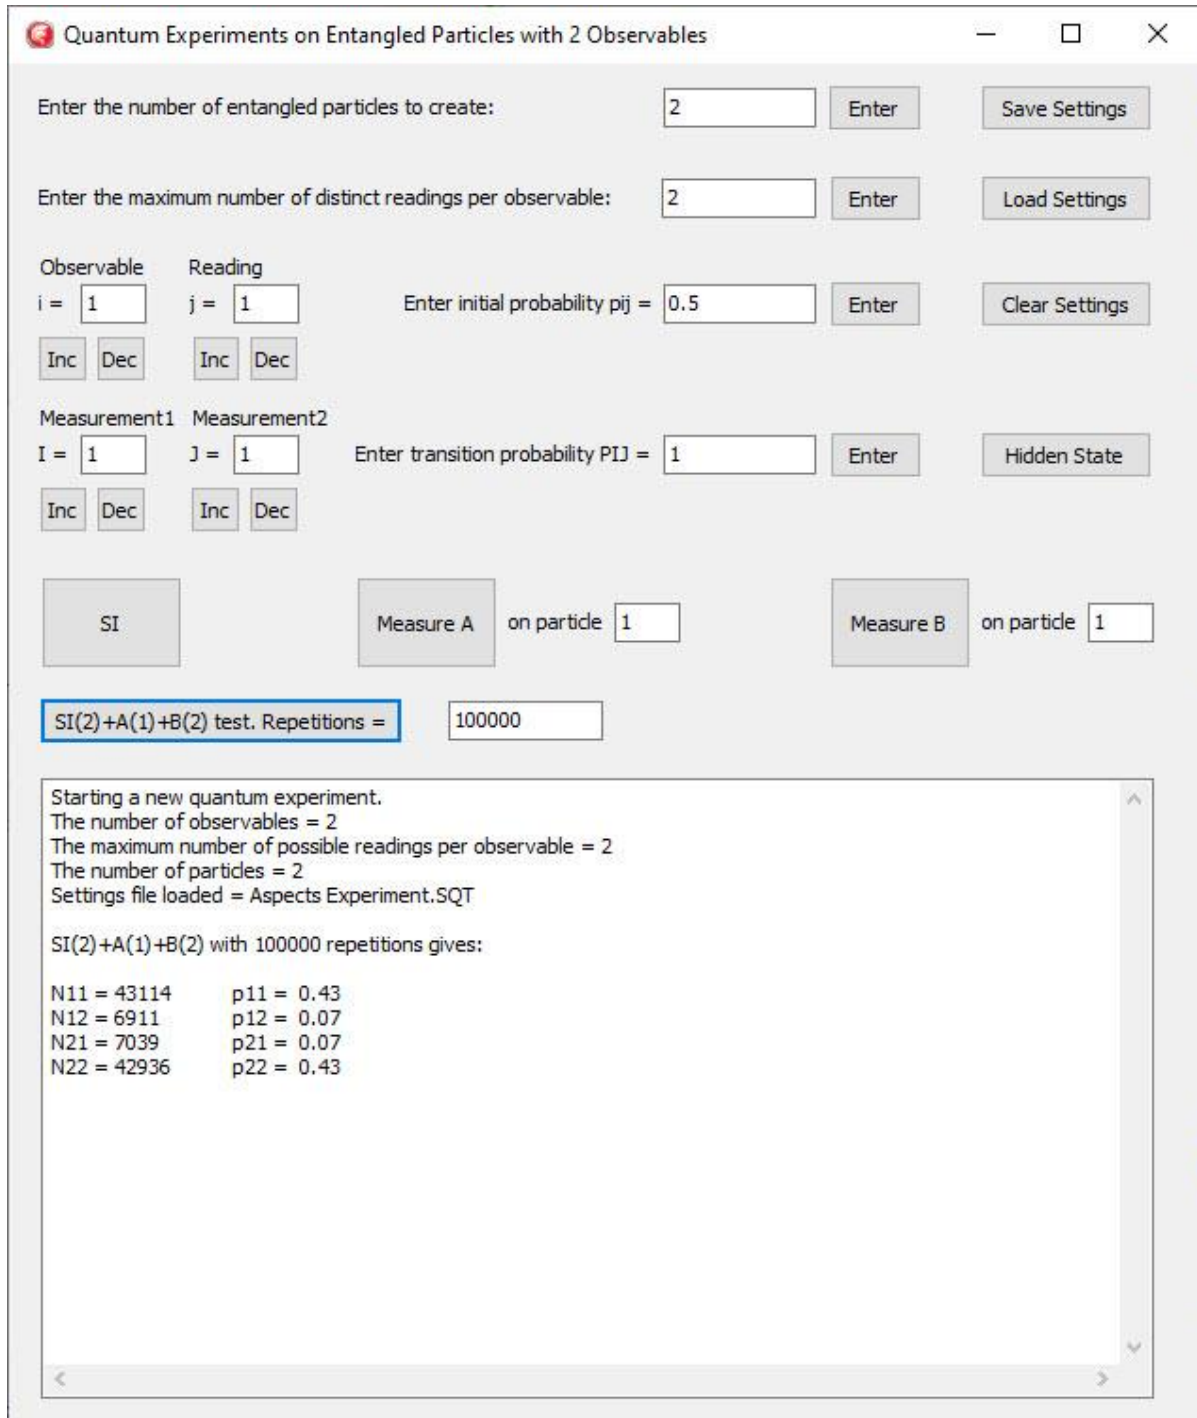 Quantum Experiments on Entangled Particles with 2 Observables
Enter the number of entangled particles to create: 2 Enter Save Settings
Enter the maximum number of distinct readings per observable: 2 Enter Load Settings
Observable Reading
i = 1 j = 1 Enter initial probability pij = 0.5 Enter Clear Settings
Inc Dec Inc Dec
Measurement1 Measurement2
I = 1 J = 1 Enter transition probability PIJ = 1 Enter Hidden State
Inc Dec Inc Dec
SI Measure A on particle 1 Measure B on particle 1
SI(2)+A(1)+B(2) test. Repetitions = 100000
Starting a new quantum experiment.
The number of observables = 2
The maximum number of possible readings per observable = 2
The number of particles = 2
Settings file loaded = Aspects Experiment.SQT
SI(2)+A(1)+B(2) with 100000 repetitions gives:
N11 = 43114 p11 = 0.43
N12 = 6911 p12 = 0.07
N21 = 7039 p21 = 0.07
N22 = 42936 p22 = 0.43